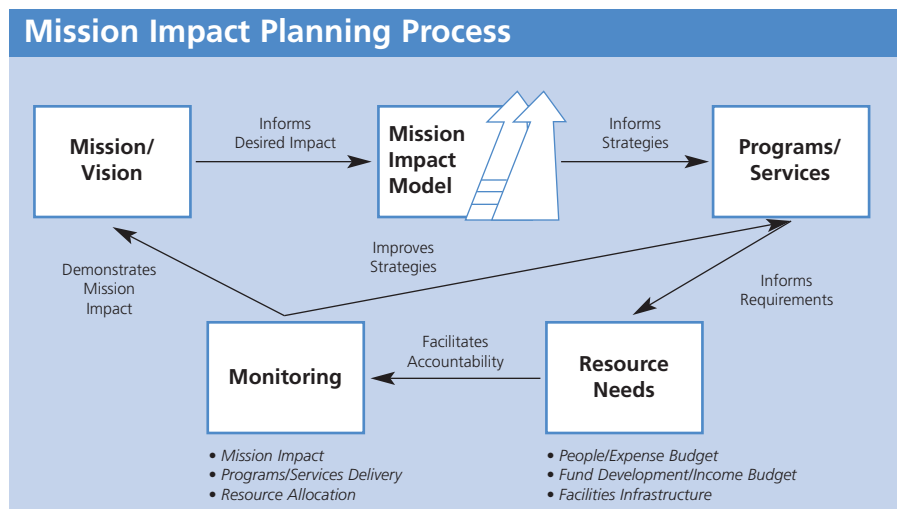 Mission Impact Planning Process
Mission/
Vision
Informs
Desired Impact
Mission
Impact
Model
Informs
Strategies
Programs/
Services
Demonstrates
Mission
Impact
Improves
Strategies
Informs
Requirements
Monitoring
Facilitates
Accountability
Resource
Needs
• Mission Impact
• Programs/Services Delivery
• Resource Allocation
• People/Expense Budget
• Fund Development/Income Budget
• Facilities Infrastructure